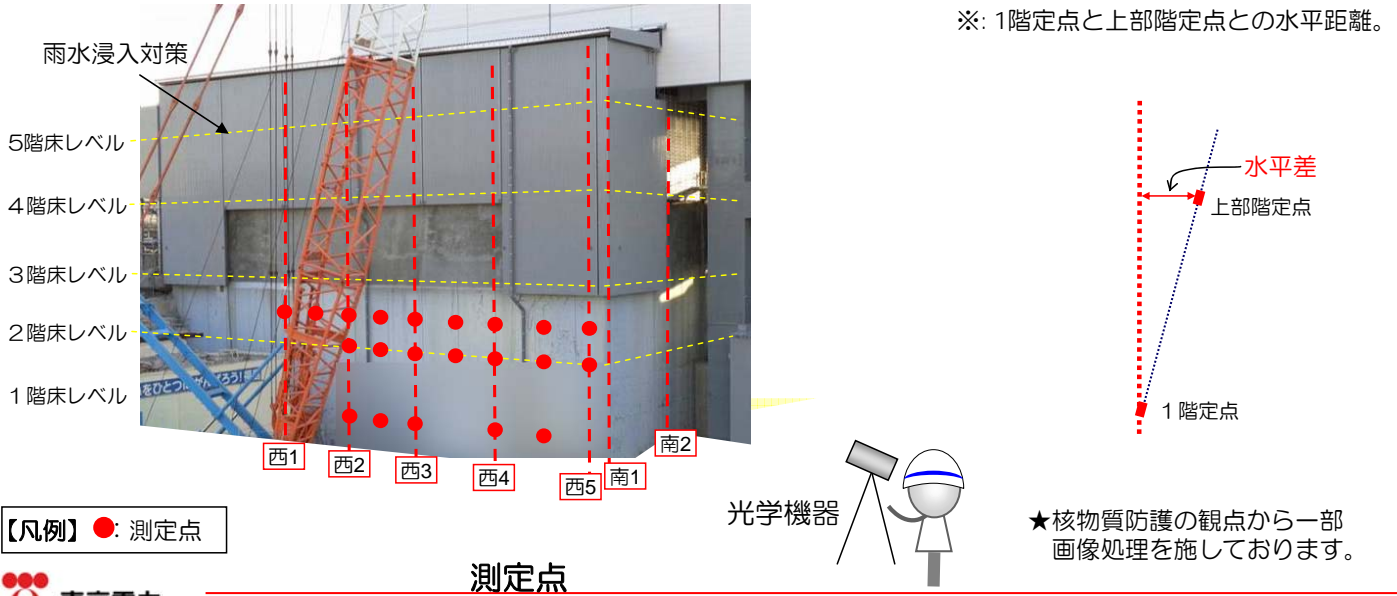 ※: 1階定点と上部階定点との水平距離。
雨水浸入対策
5階床レベル
4階床レベル
3階床レベル
2階床レベル
1階床レベル
西1
西2
西3
西4
西5
南1
南2
水平差
上部階定点
1階定点
光学機器
★核物質防護の観点から一部
画像処理を施しております。
【凡例】●: 測定点
測定点